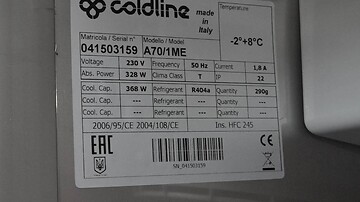 coldline
made in Italy
Temperature
-2°+8°C
Matricola / Serial n° Modello / Model
041503159 A70/1ME
Voltage 230 V Frequency 50 Hz Current 1,8 A
Abs. Power 328 W Clima Class T IP 22
Cool. Cap. 368 W Refrigerant R404a Quantity 290g
Cool. Cap. --- Refrigerant --- Quantity ---
Cool. Cap. --- Refrigerant --- Quantity ---
2006/95/CE 2004/108/CE Ins. HFC 245
EAC
CE
SN_041503159